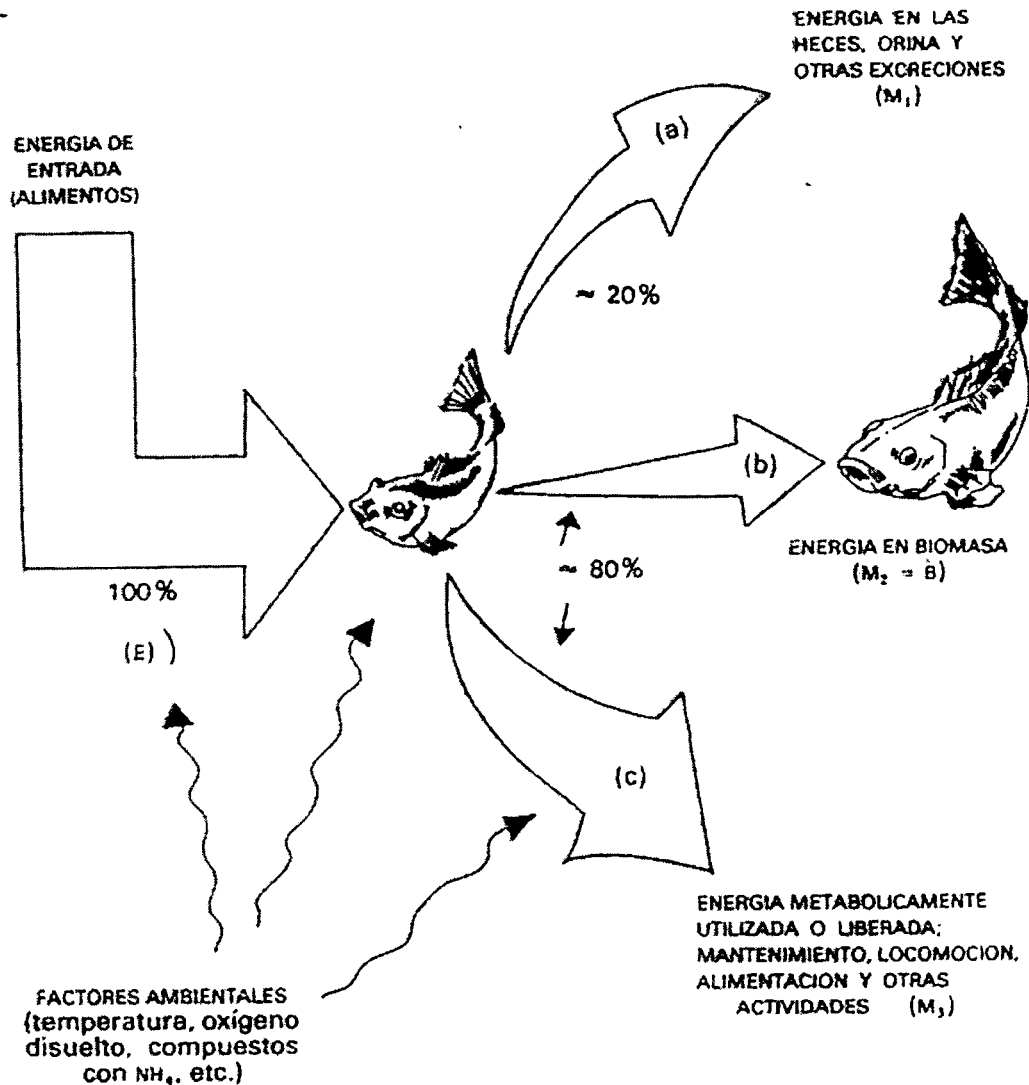 ENERGIA EN LAS
HECES, ORINA Y
OTRAS EXCRECIONES
(M₁)
(a)
ENERGIA DE
ENTRADA
(ALIMENTOS)
~ 20%
(b)
ENERGIA EN BIOMASA
(M₂ = B)
≈ 80%
100%
(E) )
(c)
ENERGIA METABOLICAMENTE
UTILIZADA O LIBERADA;
MANTENIMIENTO, LOCOMOCION,
ALIMENTACION Y OTRAS
ACTIVIDADES (M₃)
FACTORES AMBIENTALES
(temperatura, oxígeno
disuelto, compuestos
con NH₄, etc.)